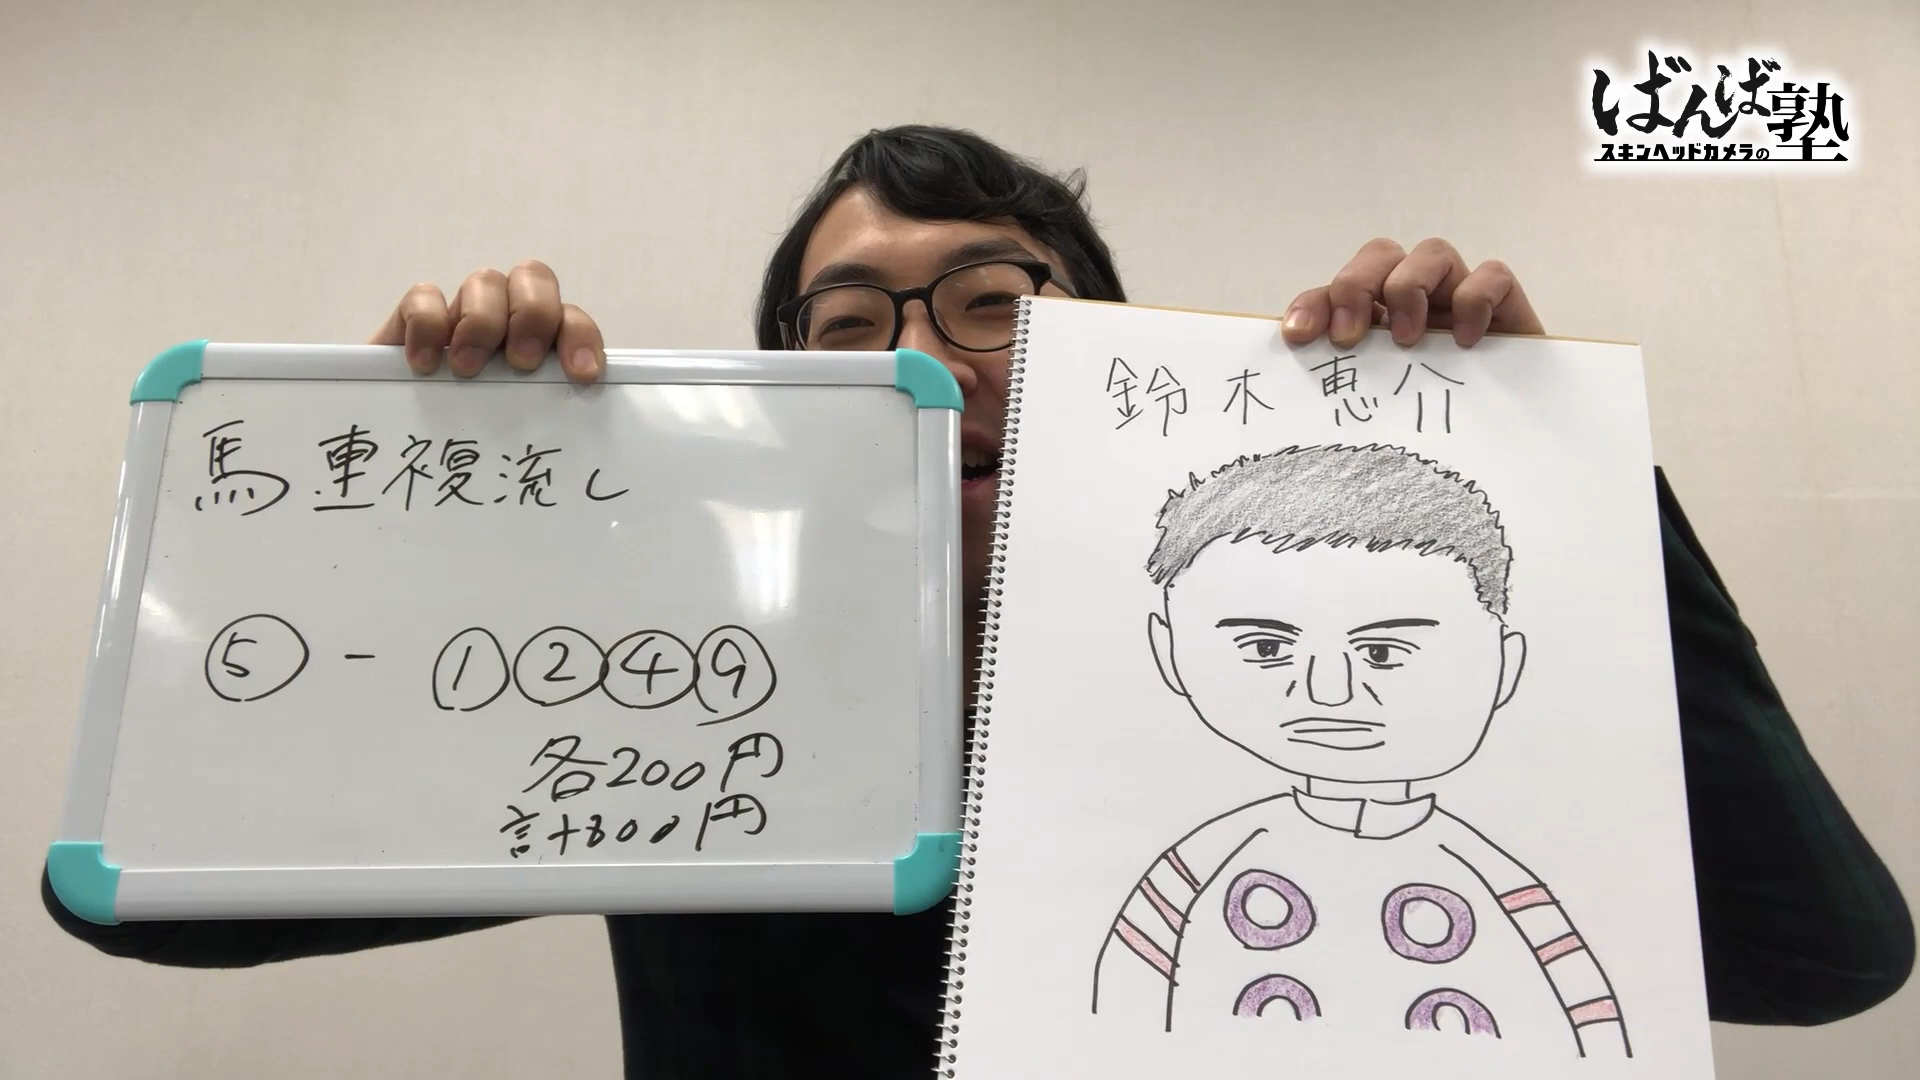 ばんば塾
スキンヘッドカメラの
馬連複流し
⑤-①②④⑨
各200円
計800円
鈴木恵介